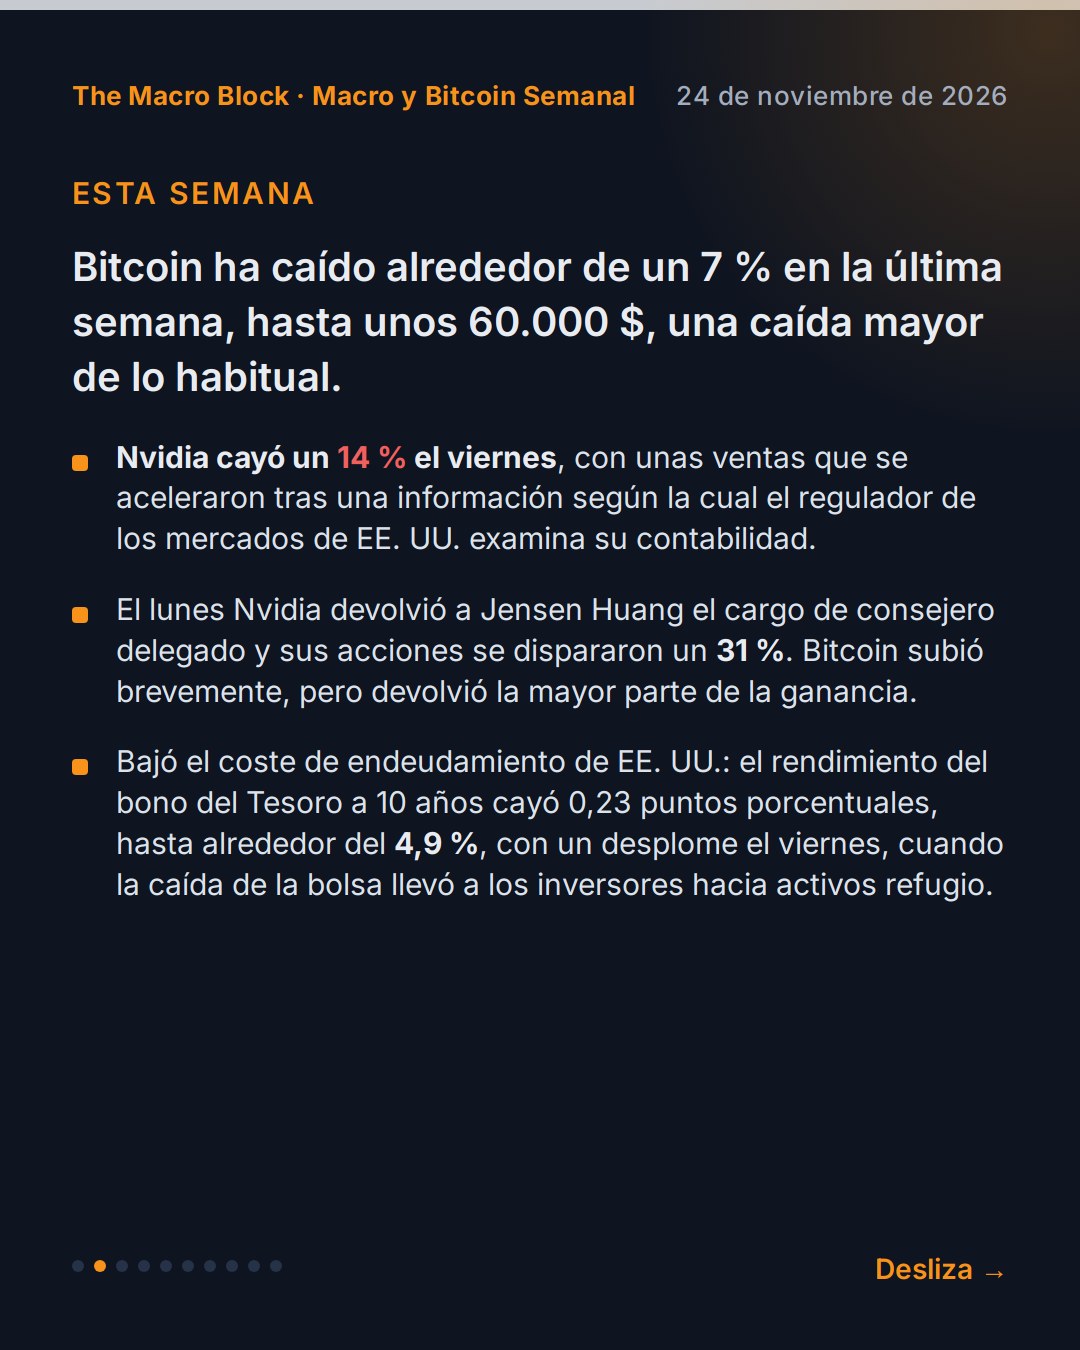 The Macro Block · Macro y Bitcoin Semanal 24 de noviembre de 2026
ESTA SEMANA
Bitcoin ha caído alrededor de un 7 % en la última
semana, hasta unos 60.000 $, una caída mayor
de lo habitual.
Nvidia cayó un 14 % el viernes, con unas ventas que se
aceleraron tras una información según la cual el regulador de
los mercados de EE. UU. examina su contabilidad.
El lunes Nvidia devolvió a Jensen Huang el cargo de consejero
delegado y sus acciones se dispararon un 31 %. Bitcoin subió
brevemente, pero devolvió la mayor parte de la ganancia.
Bajó el coste de endeudamiento de EE. UU.: el rendimiento del
bono del Tesoro a 10 años cayó 0,23 puntos porcentuales,
hasta alrededor del 4,9 %, con un desplome el viernes, cuando
la caída de la bolsa llevó a los inversores hacia activos refugio.
Desliza →